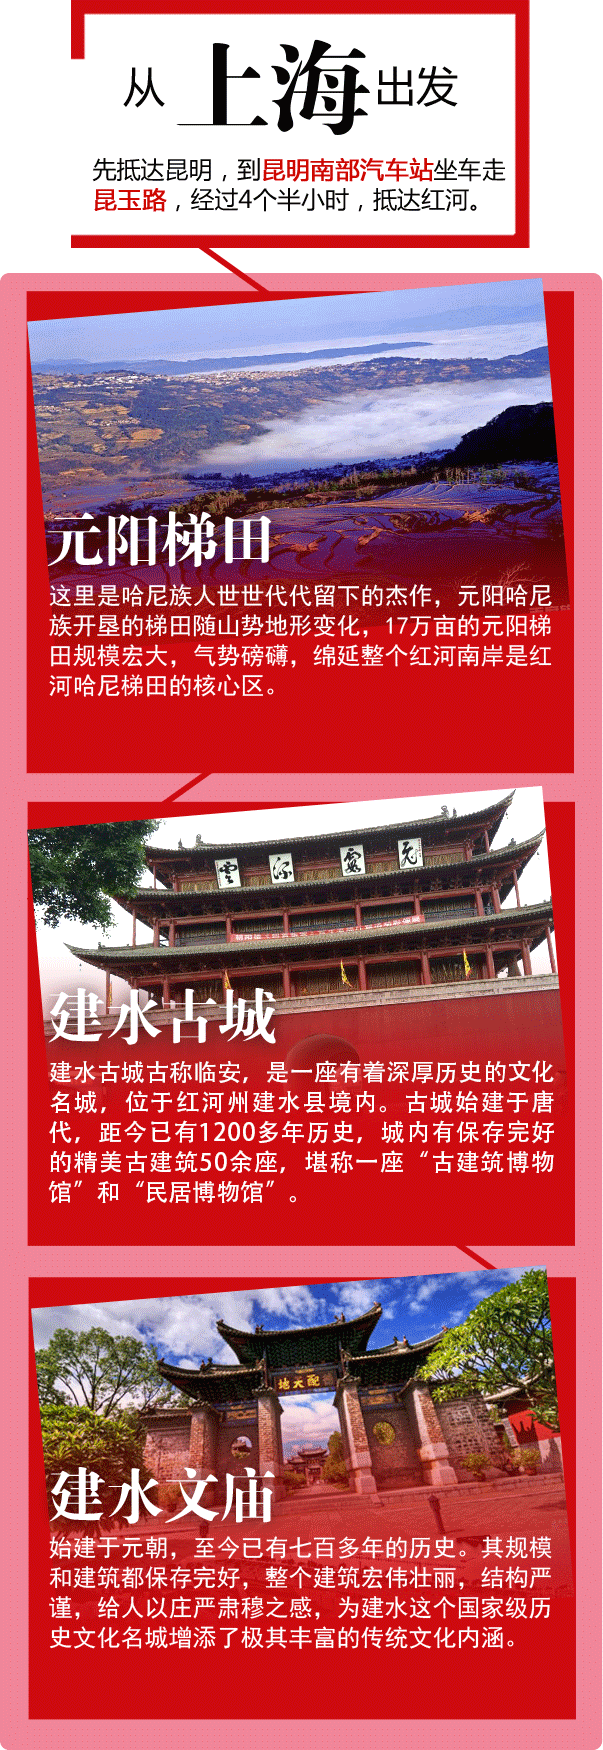 从 上海 出发
先抵达昆明，到昆明南部汽车站坐车走
昆玉路，经过4个半小时，抵达红河。
元阳梯田
这里是哈尼族人世世代代留下的杰作，元阳哈尼
族开垦的梯田随山势地形变化，17万亩的元阳梯
田规模宏大，气势磅礴，绵延整个红河南岸是红
河哈尼梯田的核心区。
建水古城
建水古城古称临安，是一座有着深厚历史的文化
名城，位于红河州建水县境内。古城始建于唐
代，距今已有1200多年历史，城内有保存完好
的精美古建筑50余座，堪称一座“古建筑博物
馆”和“民居博物馆”。
配天地
建水文庙
始建于元朝，至今已有七百多年的历史。其规模
和建筑都保存完好，整个建筑宏伟壮丽，结构严
谨，给人以庄严肃穆之感，为建水这个国家级历
史文化名城增添了极其丰富的传统文化内涵。